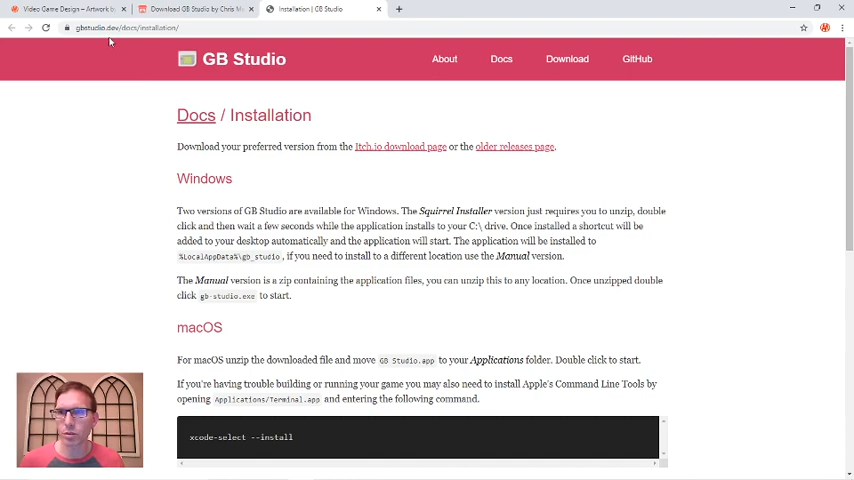 Video Game Design – Artwork b
Download GB Studio by Chris M
Installation | GB Studio
gbstudio.dev/docs/installation/
GB Studio
About
Docs
Download
GitHub
Docs / Installation
Download your preferred version from the Itch.io download page or the older releases page.
Windows
Two versions of GB Studio are available for Windows. The Squirrel Installer version just requires you to unzip, double
click and then wait a few seconds while the application installs to your C:\ drive. Once installed a shortcut will be
added to your desktop automatically and the application will start. The application will be installed to
%LocalAppData%\gb_studio, if you need to install to a different location use the Manual version.
The Manual version is a zip containing the application files, you can unzip this to any location. Once unzipped double
click gb-studio.exe to start.
macOS
For macOS unzip the downloaded file and move GB Studio.app to your Applications folder. Double click to start.
If you're having trouble building or running your game you may also need to install Apple's Command Line Tools by
opening Applications/Terminal.app and entering the following command.
xcode-select --install